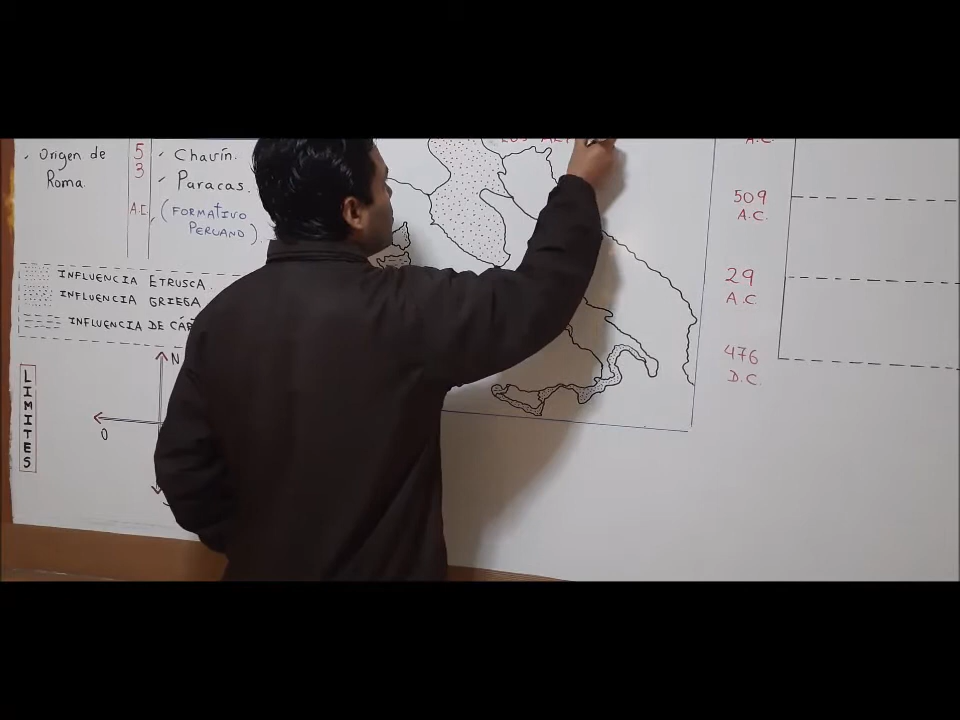 ✓ Origen de
Roma.
5
3
A.C
✓ Chavín.
✓ Paracas.
(FORMATIVO
PERUANO).
INFLUENCIA ETRUSCA.
INFLUENCIA GRIEGA
INFLUENCIA DE
LIMITES
N
O
LOS
A.C.
509
A.C.
29
A.C
476
D.C.